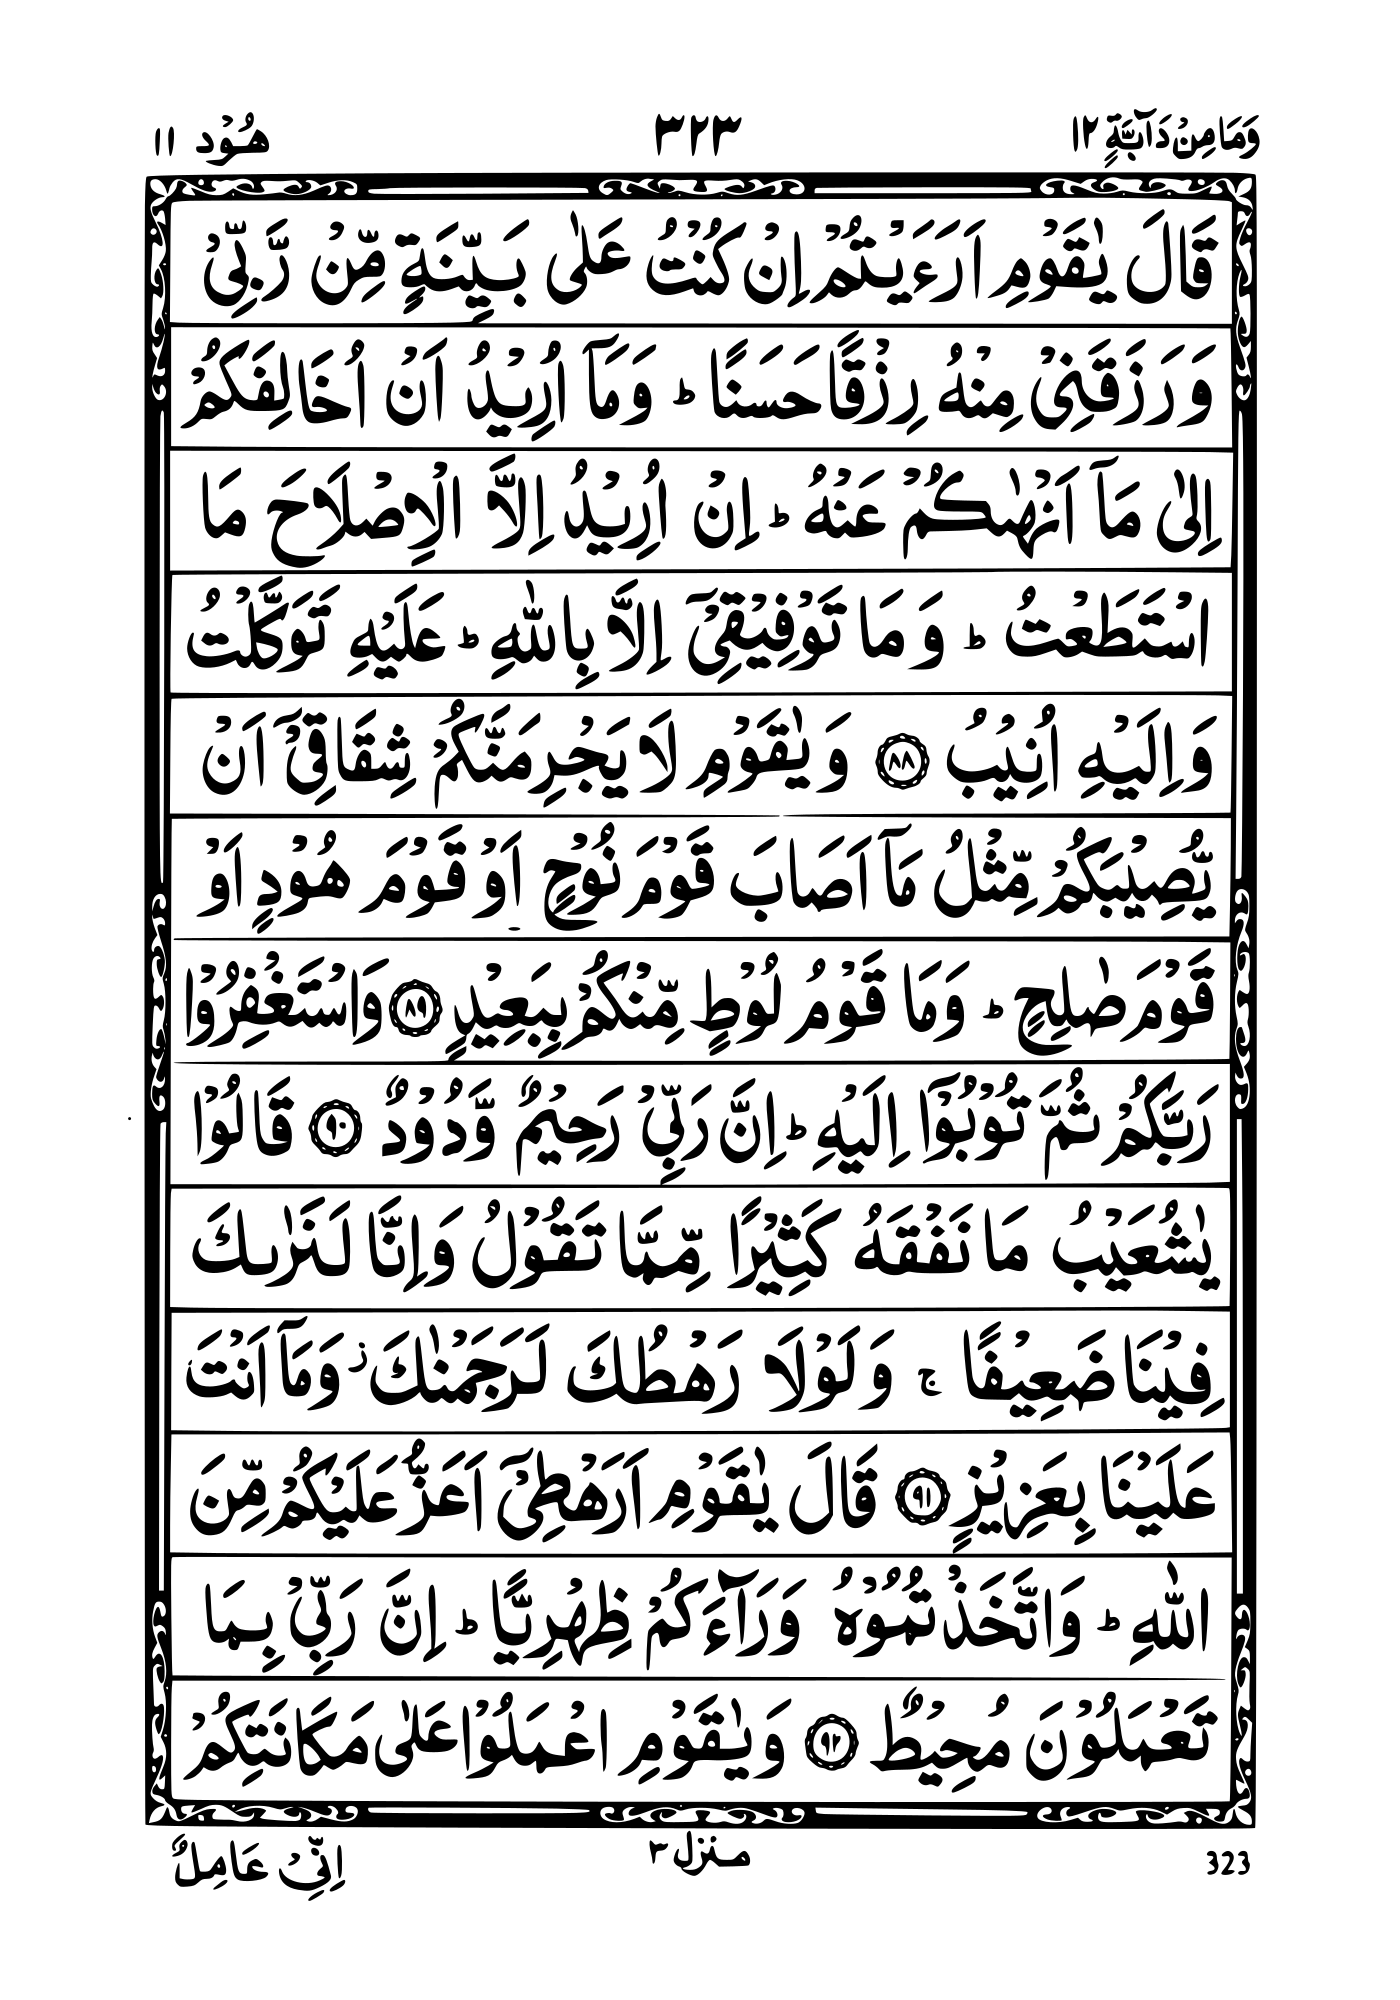 وَمَا مِنْ دَآبَّةٍ ١٢ ٣٢٣ هُوْد ١١
قَالَ يٰقَوْمِ اَرَءَيْتُمْ اِنْ كُنْتُ عَلٰى بَيِّنَةٍ مِّنْ رَّبِّيْ
وَرَزَقَنِيْ مِنْهُ رِزْقًا حَسَنًا ؕ وَمَآ اُرِيْدُ اَنْ اُخَالِفَكُمْ
اِلٰى مَآ اَنْهٰىكُمْ عَنْهُ ؕ اِنْ اُرِيْدُ اِلَّا الْاِصْلَاحَ مَا
اسْتَطَعْتُ ؕ وَمَا تَوْفِيْقِيْٓ اِلَّا بِاللّٰهِ ؕ عَلَيْهِ تَوَكَّلْتُ
وَاِلَيْهِ اُنِيْبُ ۝٨٨ وَيٰقَوْمِ لَا يَجْرِمَنَّكُمْ شِقَاقِيْٓ اَنْ
يُّصِيْبَكُمْ مِّثْلُ مَآ اَصَابَ قَوْمَ نُوْحٍ اَوْ قَوْمَ هُوْدٍ اَوْ
قَوْمَ صٰلِحٍ ؕ وَمَا قَوْمُ لُوْطٍ مِّنْكُمْ بِبَعِيْدٍ ۝٨٩ وَاسْتَغْفِرُوْا
رَبَّكُمْ ثُمَّ تُوْبُوْٓا اِلَيْهِ ؕ اِنَّ رَبِّيْ رَحِيْمٌ وَّدُوْدٌ ۝٩٠ قَالُوْا
يٰشُعَيْبُ مَا نَفْقَهُ كَثِيْرًا مِّمَّا تَقُوْلُ وَاِنَّا لَنَرٰىكَ
فِيْنَا ضَعِيْفًا ۚ وَلَوْلَا رَهْطُكَ لَرَجَمْنٰكَ ؗ وَمَآ اَنْتَ
عَلَيْنَا بِعَزِيْزٍ ۝٩١ قَالَ يٰقَوْمِ اَرَهْطِيْٓ اَعَزُّ عَلَيْكُمْ مِّنَ
اللّٰهِ ؕ وَاتَّخَذْتُمُوْهُ وَرَآءَكُمْ ظِهْرِيًّا ؕ اِنَّ رَبِّيْ بِمَا
تَعْمَلُوْنَ مُحِيْطٌ ۝٩٢ وَيٰقَوْمِ اعْمَلُوْا عَلٰى مَكَانَتِكُمْ
323 منزل ٣ اِنِّيْ عَامِلٌ